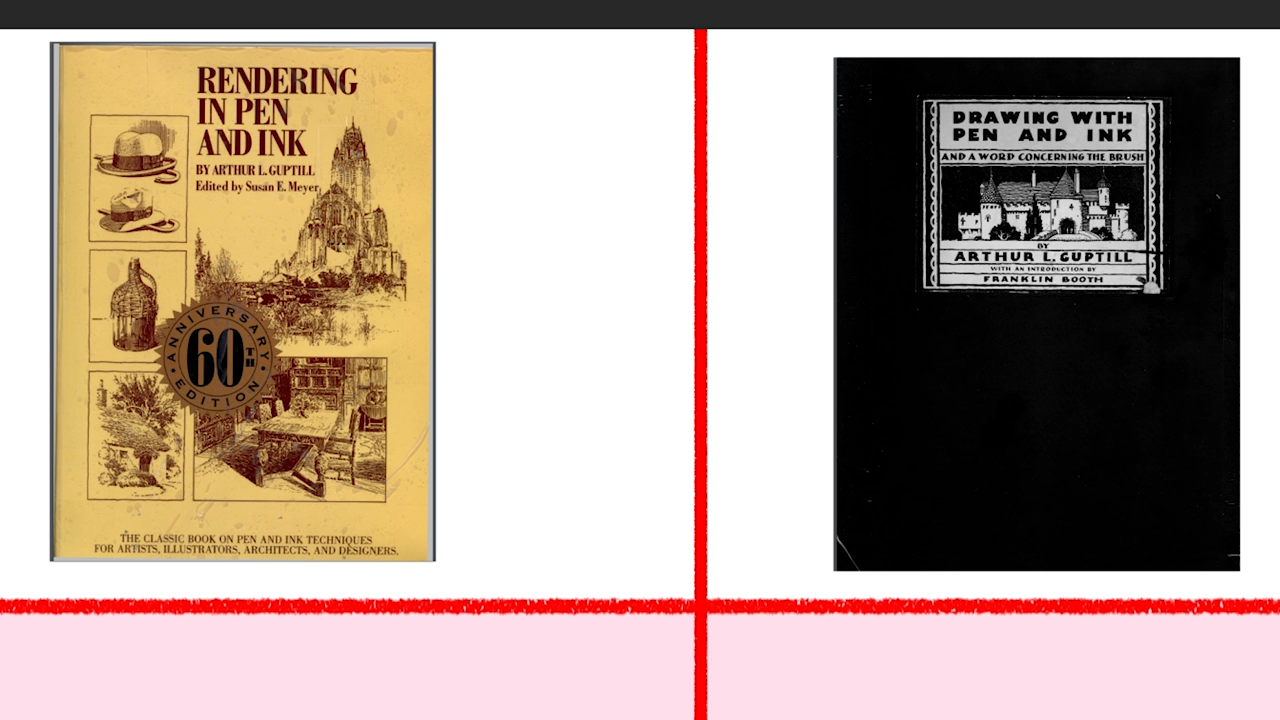 RENDERING
IN PEN
AND INK
BY ARTHUR L. GUPTILL
Edited by Susan E. Meyer
ANNIVERSARY
60TH
EDITION
THE CLASSIC BOOK ON PEN AND INK TECHNIQUES
FOR ARTISTS, ILLUSTRATORS, ARCHITECTS, AND DESIGNERS.
DRAWING WITH
PEN AND INK
AND A WORD CONCERNING THE BRUSH
BY
ARTHUR L. GUPTILL
WITH AN INTRODUCTION BY
FRANKLIN BOOTH